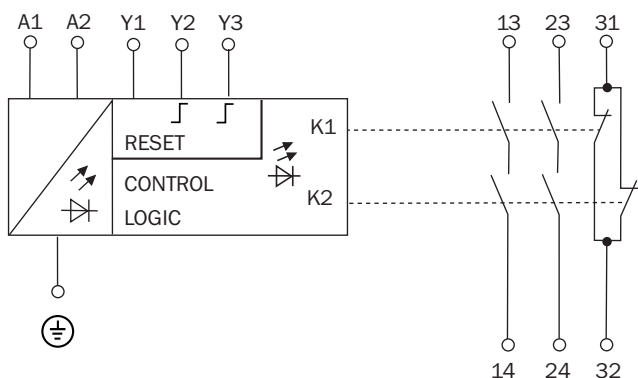 A1 A2 Y1 Y2 Y3 13 23 31
K1
RESET
CONTROL
K2
LOGIC
14 24 32